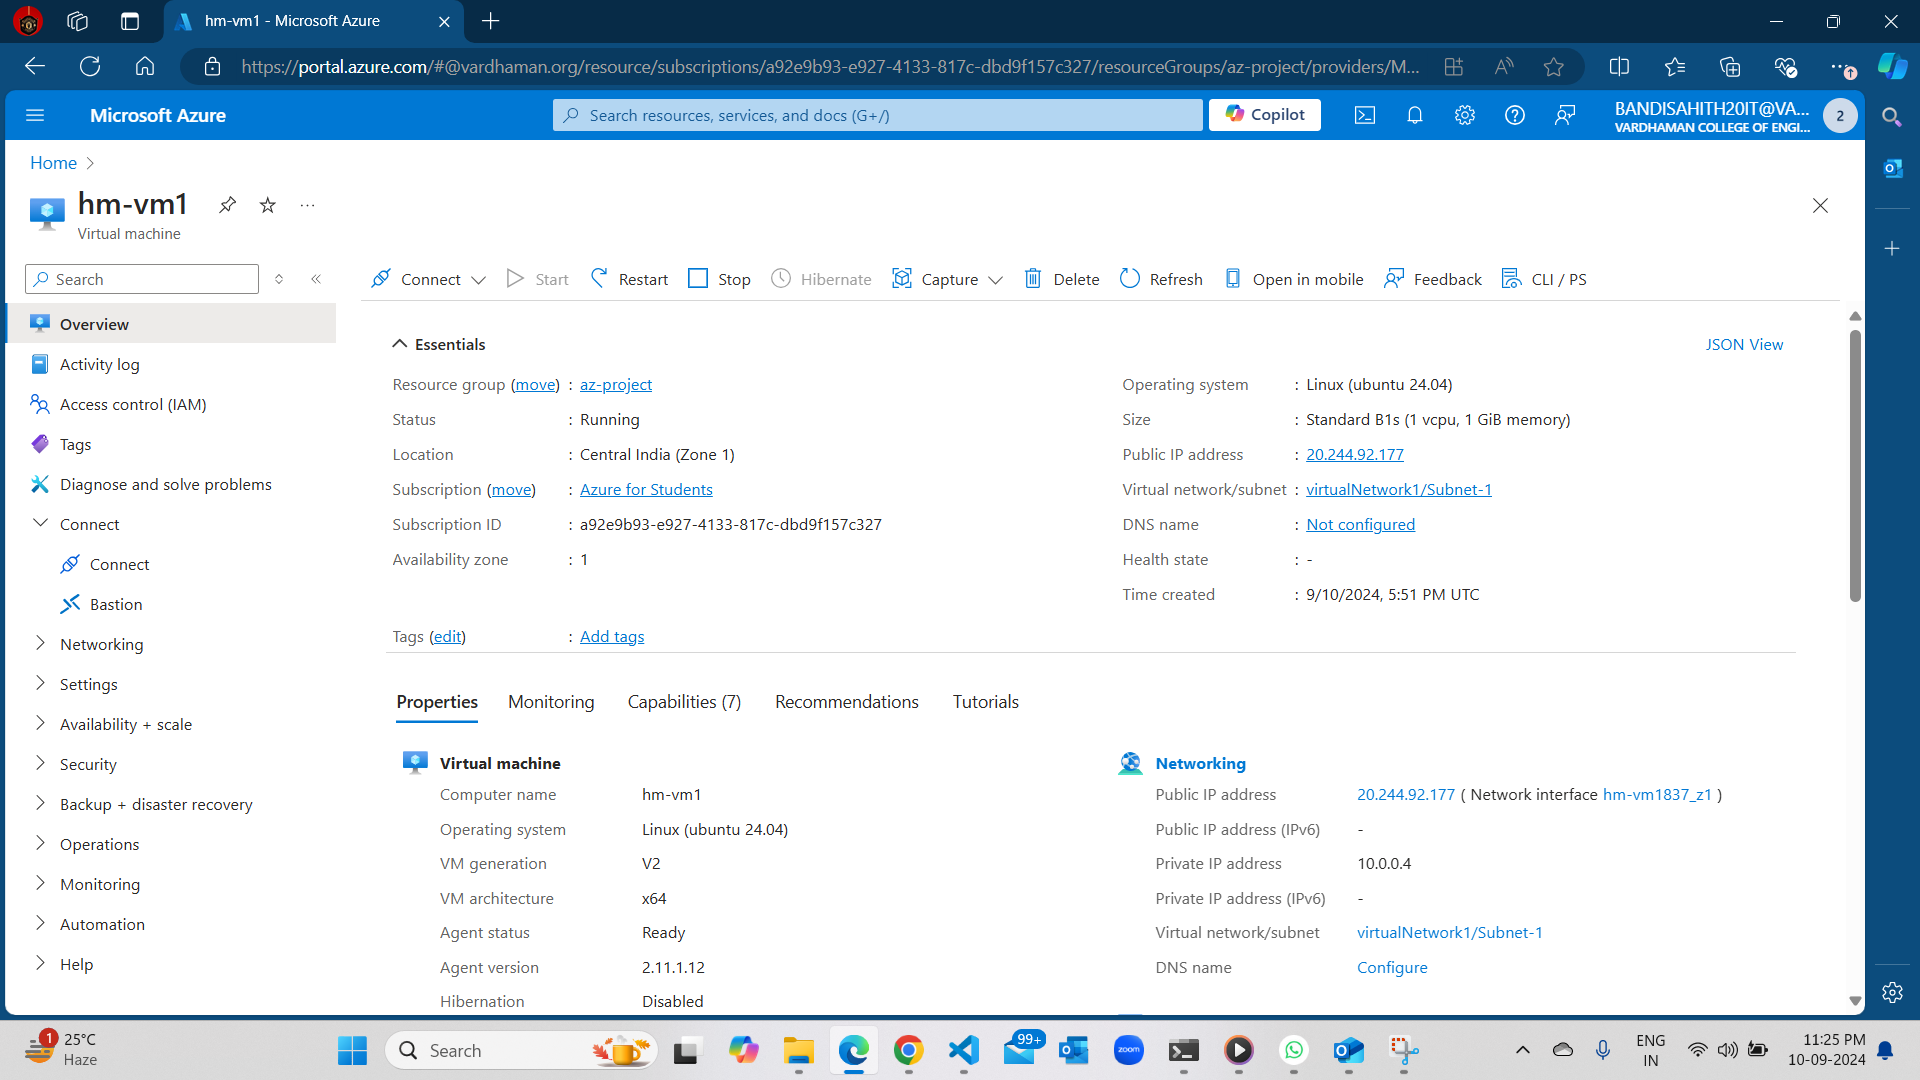 hm-vm1 - Microsoft Azure
https://portal.azure.com/#@vardhaman.org/resource/subscriptions/a92e9b93-e927-4133-817c-dbd9f157c327/resourceGroups/az-project/providers/M...
Microsoft Azure
Search resources, services, and docs (G+/)
Copilot
BANDISAHITH20IT@VA...
VARDHAMAN COLLEGE OF ENGI...
2
Home
hm-vm1
Virtual machine
Search
Connect
Start
Restart
Stop
Hibernate
Capture
Delete
Refresh
Open in mobile
Feedback
CLI / PS
Overview
Activity log
Access control (IAM)
Tags
Diagnose and solve problems
Connect
Connect
Bastion
Networking
Settings
Availability + scale
Security
Backup + disaster recovery
Operations
Monitoring
Automation
Help
Essentials
JSON View
Resource group (move) : az-project
Status : Running
Location : Central India (Zone 1)
Subscription (move) : Azure for Students
Subscription ID : a92e9b93-e927-4133-817c-dbd9f157c327
Availability zone : 1
Operating system : Linux (ubuntu 24.04)
Size : Standard B1s (1 vcpu, 1 GiB memory)
Public IP address : 20.244.92.177
Virtual network/subnet : virtualNetwork1/Subnet-1
DNS name : Not configured
Health state : -
Time created : 9/10/2024, 5:51 PM UTC
Tags (edit) : Add tags
Properties
Monitoring
Capabilities (7)
Recommendations
Tutorials
Virtual machine
Computer name hm-vm1
Operating system Linux (ubuntu 24.04)
VM generation V2
VM architecture x64
Agent status Ready
Agent version 2.11.1.12
Hibernation Disabled
Networking
Public IP address 20.244.92.177 ( Network interface hm-vm1837_z1 )
Public IP address (IPv6) -
Private IP address 10.0.0.4
Private IP address (IPv6) -
Virtual network/subnet virtualNetwork1/Subnet-1
DNS name Configure
1
25°C
Haze
Search
99+
zoom
ENG
IN
11:25 PM
10-09-2024